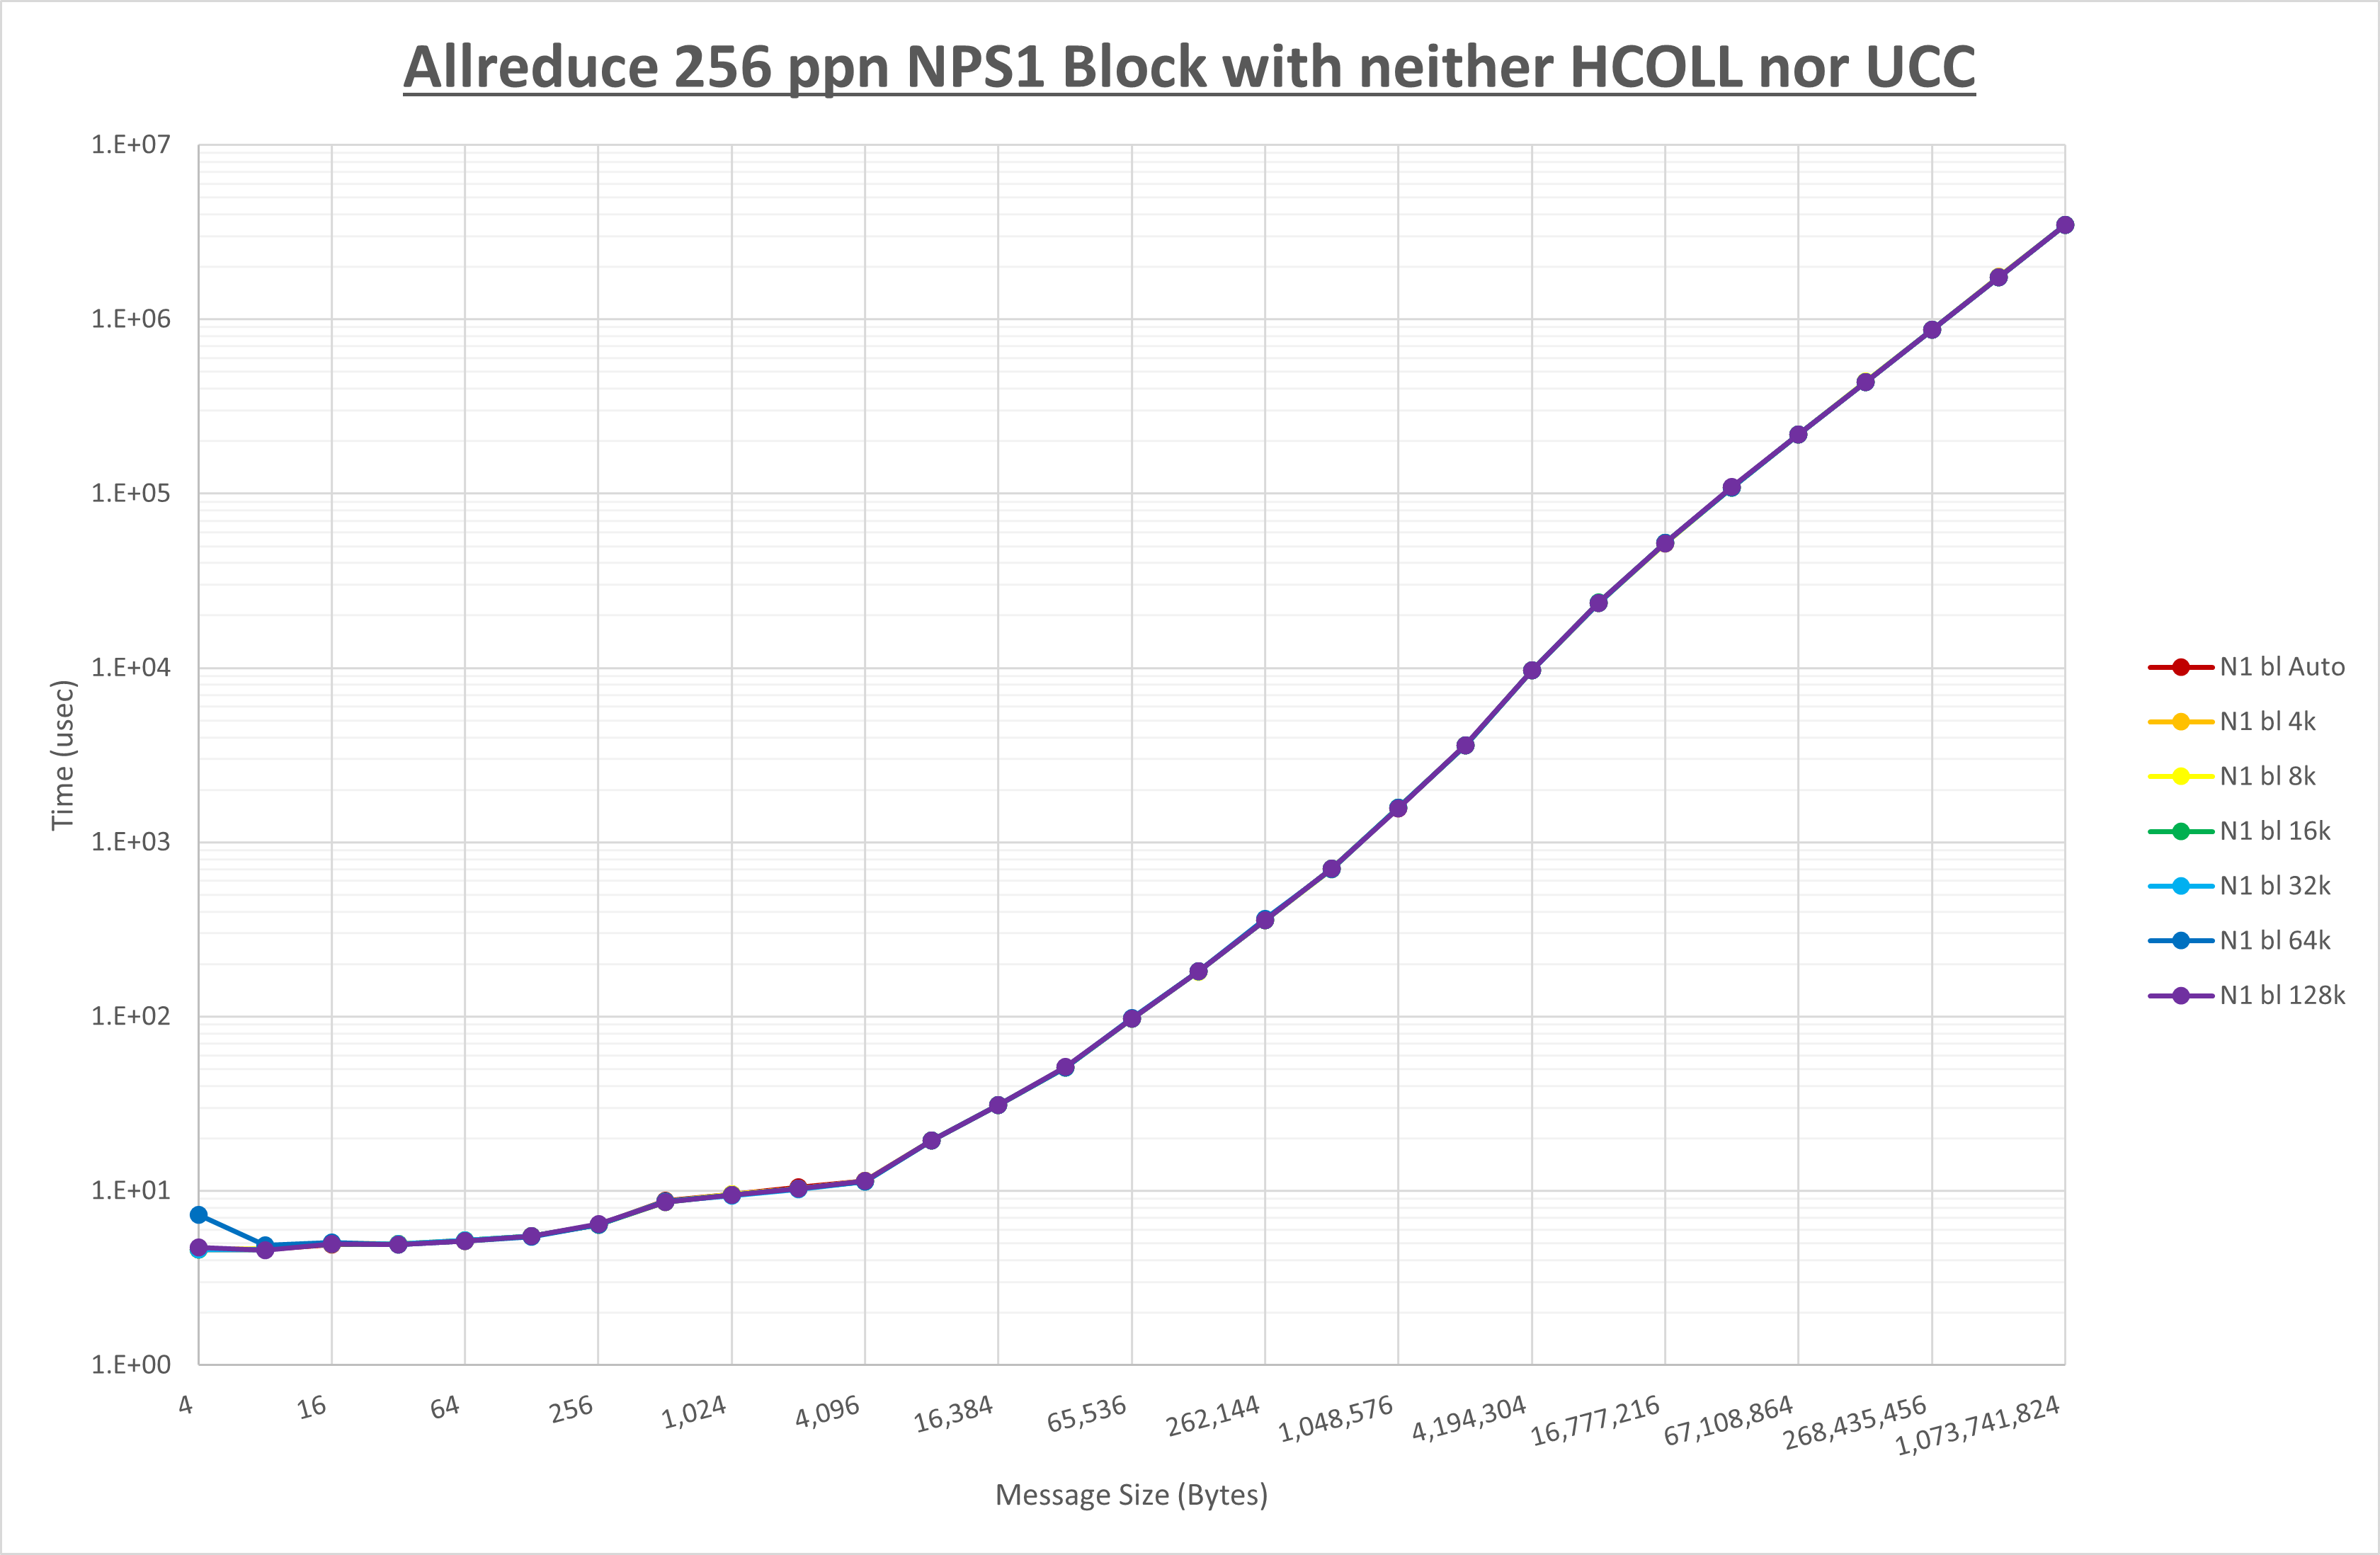 Allreduce 256 ppn NPS1 Block with neither HCOLL nor UCC
1.E+07
1.E+06
1.E+05
1.E+04
1.E+03
1.E+02
1.E+01
1.E+00
Time (usec)
4
16
64
256
1,024
4,096
16,384
65,536
262,144
1,048,576
4,194,304
16,777,216
67,108,864
268,435,456
1,073,741,824
Message Size (Bytes)
N1 bl Auto
N1 bl 4k
N1 bl 8k
N1 bl 16k
N1 bl 32k
N1 bl 64k
N1 bl 128k